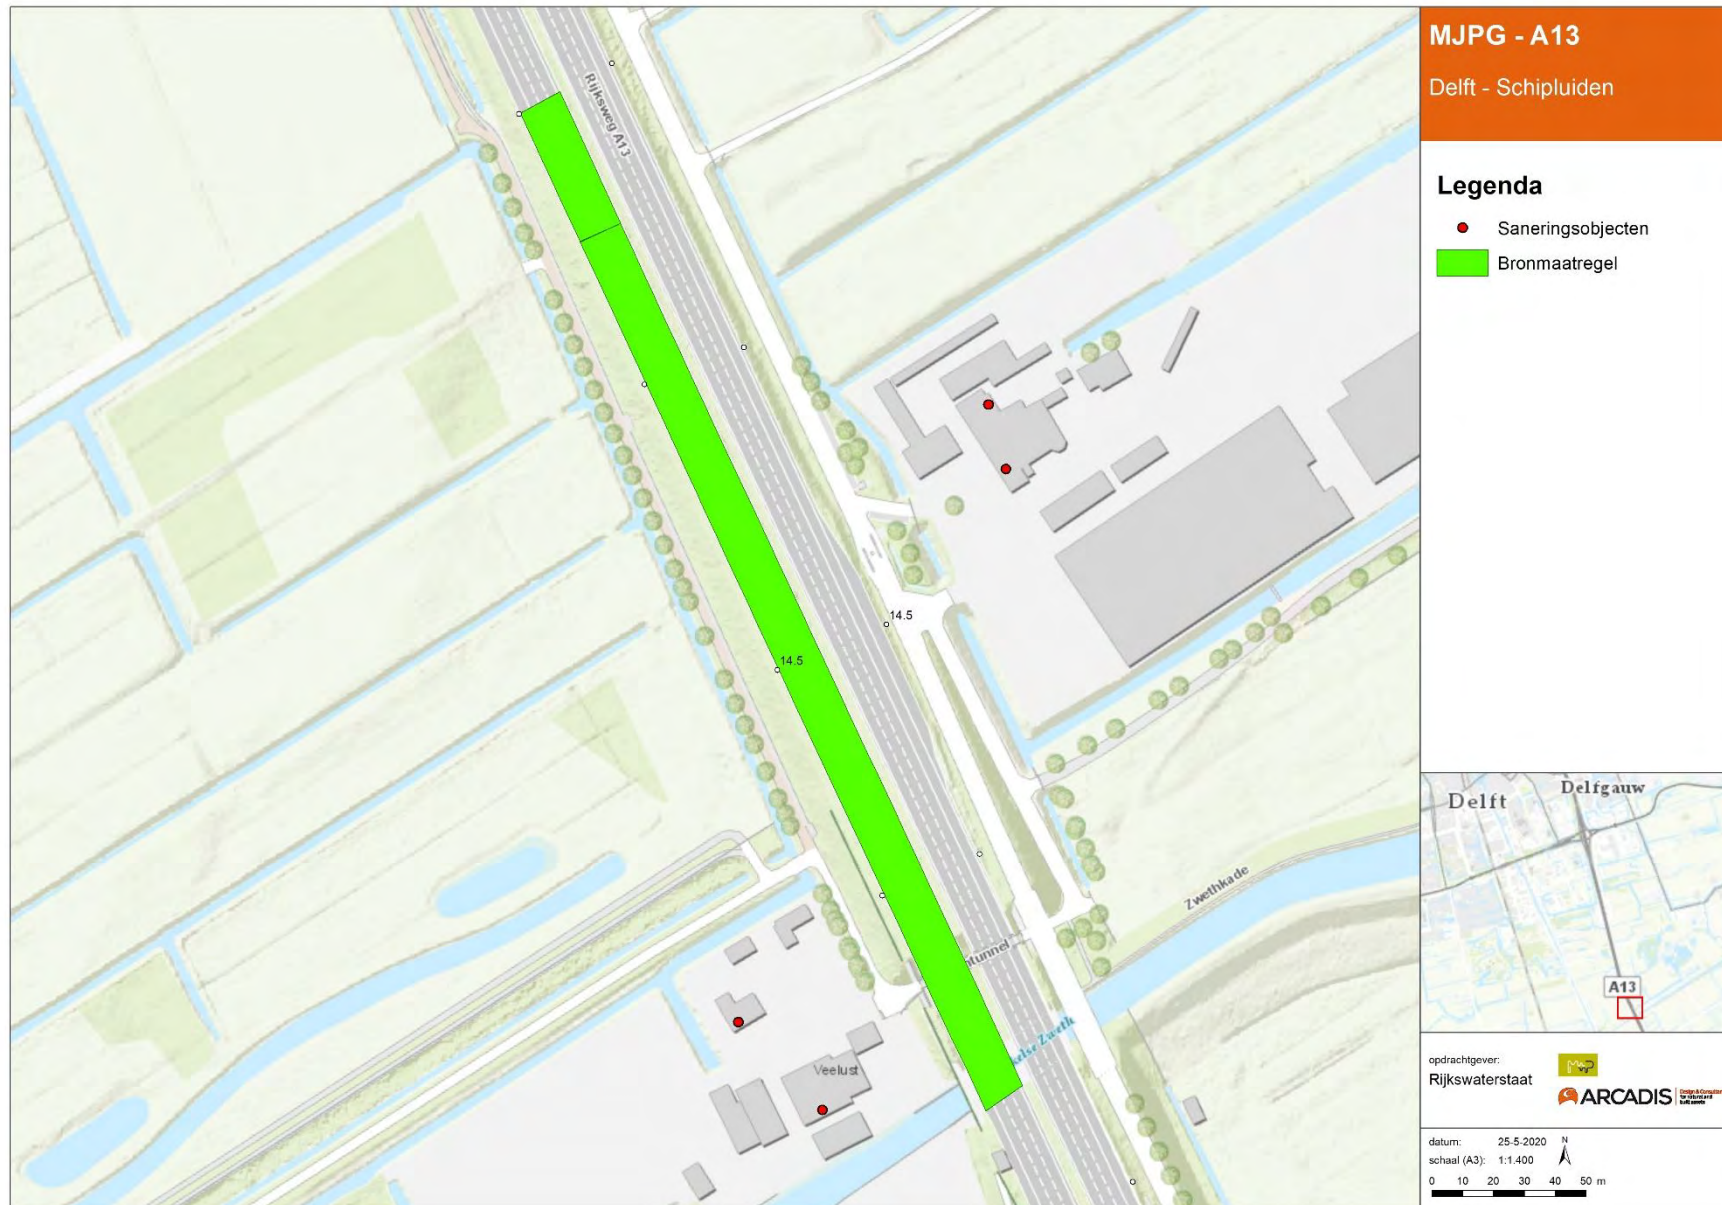 MJPG - A13
Delft - Schipluiden
Legenda
Saneringsobjecten
Bronmaatregel
Rijksweg A13
14.5
14.5
Zwethkade
Veelust
Delft
Delfgauw
A13
opdrachtgever:
Rijkswaterstaat
ARCADIS
datum: 25-5-2020
N
schaal (A3): 1:1.400
0 10 20 30 40 50 m